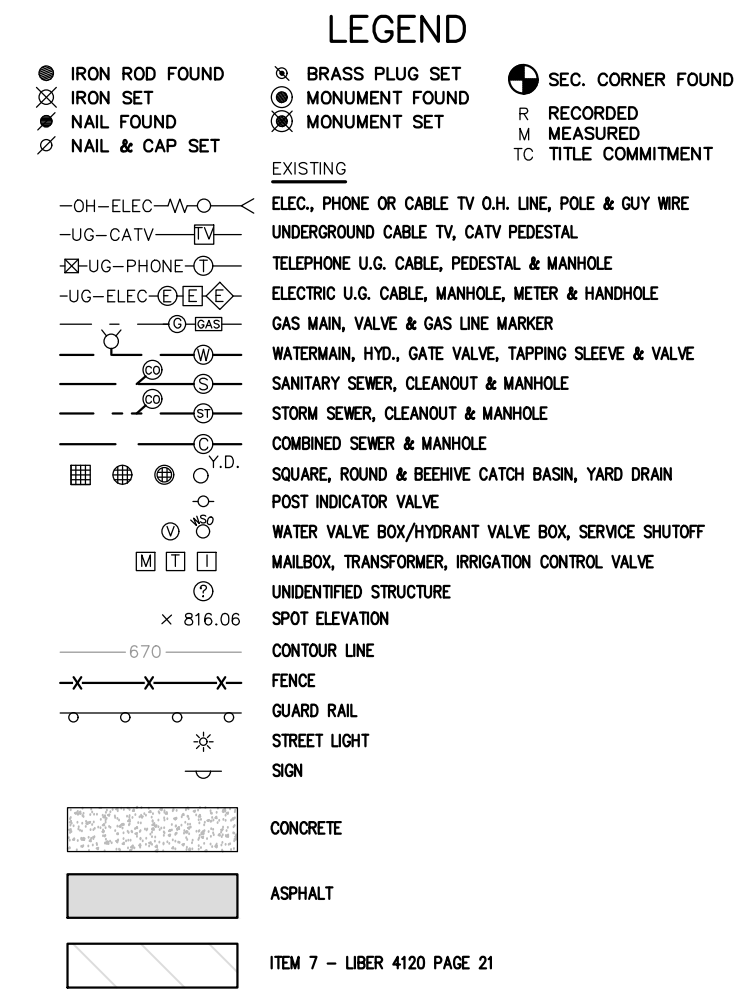 LEGEND
IRON ROD FOUND
IRON SET
NAIL FOUND
NAIL & CAP SET
BRASS PLUG SET
MONUMENT FOUND
MONUMENT SET
SEC. CORNER FOUND
R RECORDED
M MEASURED
TC TITLE COMMITMENT
EXISTING
OH-ELEC ELEC., PHONE OR CABLE TV O.H. LINE, POLE & GUY WIRE
UG-CATV TV UNDERGROUND CABLE TV, CATV PEDESTAL
UG-PHONE T TELEPHONE U.G. CABLE, PEDESTAL & MANHOLE
UG-ELEC E E E ELECTRIC U.G. CABLE, MANHOLE, METER & HANDHOLE
G GAS GAS MAIN, VALVE & GAS LINE MARKER
W WATERMAIN, HYD., GATE VALVE, TAPPING SLEEVE & VALVE
CO S SANITARY SEWER, CLEANOUT & MANHOLE
CO ST STORM SEWER, CLEANOUT & MANHOLE
C COMBINED SEWER & MANHOLE
Y.D. SQUARE, ROUND & BEEHIVE CATCH BASIN, YARD DRAIN
POST INDICATOR VALVE
V WSO WATER VALVE BOX/HYDRANT VALVE BOX, SERVICE SHUTOFF
M T I MAILBOX, TRANSFORMER, IRRIGATION CONTROL VALVE
? UNIDENTIFIED STRUCTURE
× 816.06 SPOT ELEVATION
670 CONTOUR LINE
X X X FENCE
GUARD RAIL
STREET LIGHT
SIGN
CONCRETE
ASPHALT
ITEM 7 - LIBER 4120 PAGE 21